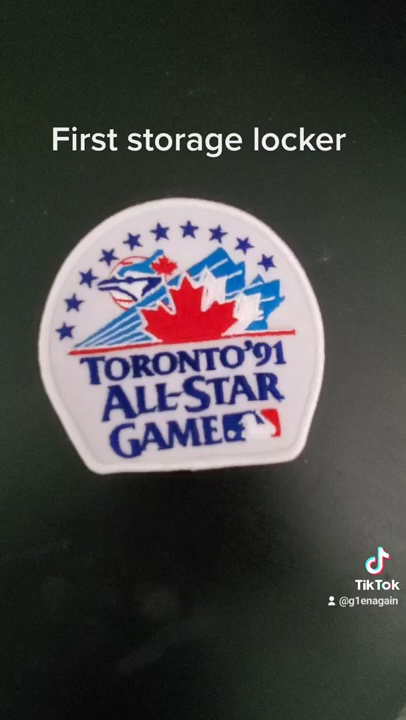 First storage locker
TORONTO '91
ALL-STAR
GAME
TikTok
@g1enagain